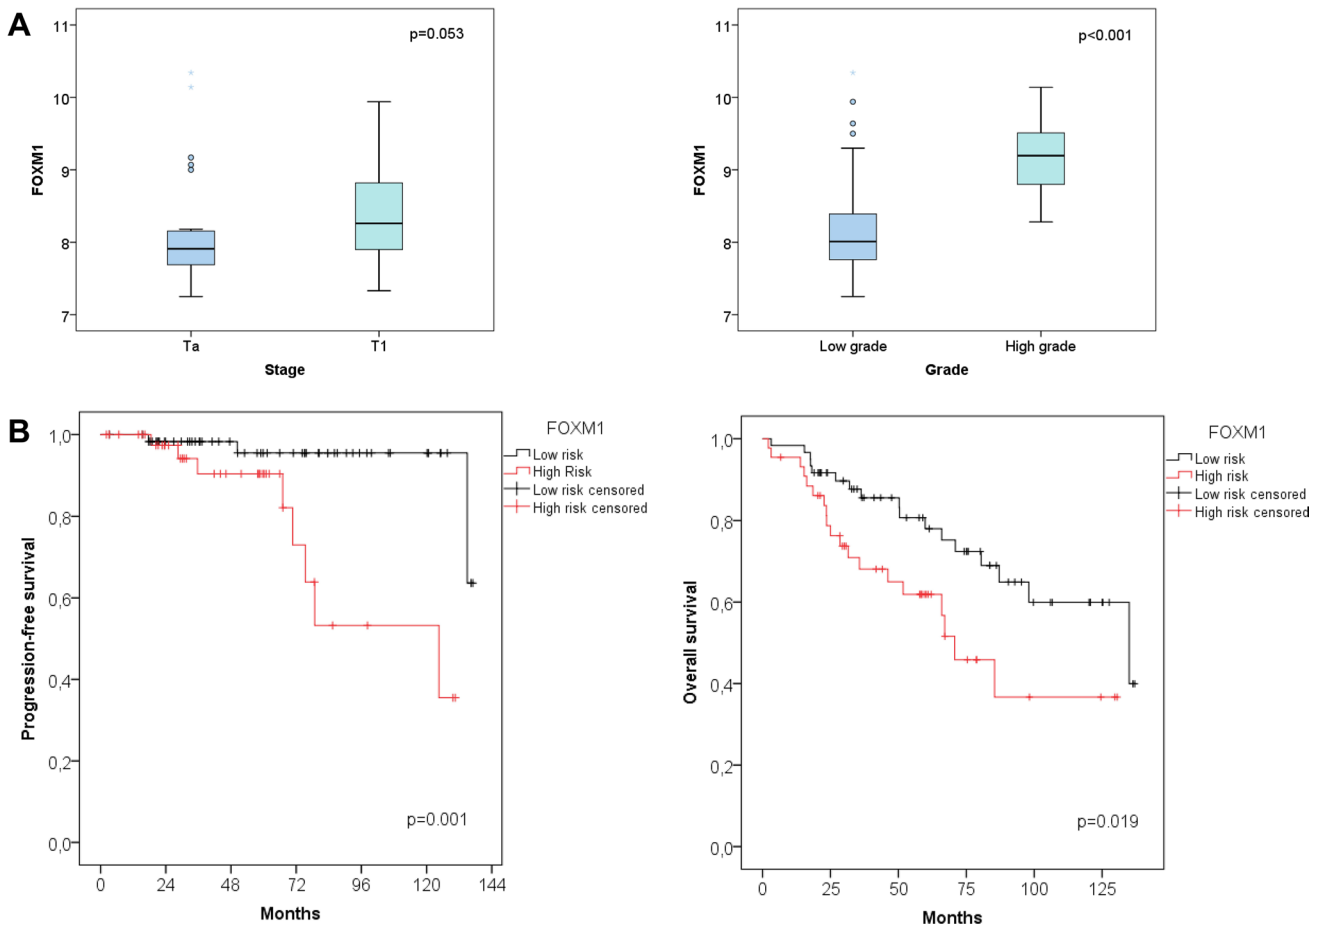 A
11
10
9
8
7
FOXM1
p=0.053
Ta
T1
Stage
11
10
9
8
7
FOXM1
p<0.001
Low grade
High grade
Grade
B
1,0
0,8
0,6
0,4
0,2
0,0
Progression-free survival
p=0.001
0
24
48
72
96
120
144
Months
FOXM1
Low risk
High Risk
Low risk censored
High risk censored
1,0
0,8
0,6
0,4
0,2
0,0
Overall survival
p=0.019
0
25
50
75
100
125
Months
FOXM1
Low risk
High risk
Low risk censored
High risk censored